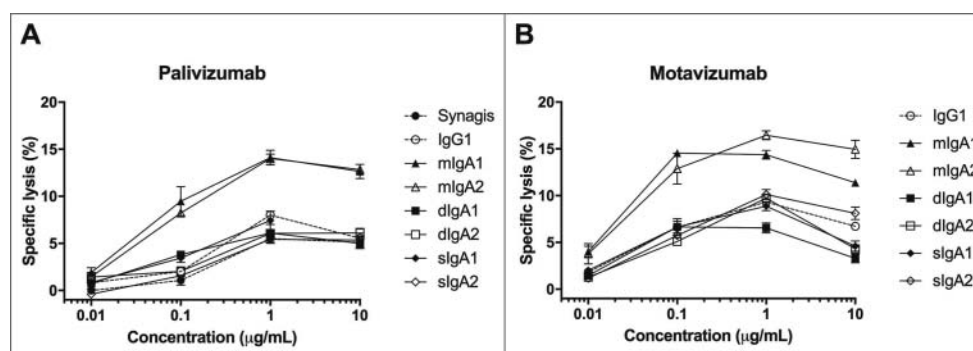 A
Palivizumab
Specific lysis (%)
20
15
10
5
0
0.01 0.1 1 10
Concentration (μg/mL)
Synagis
IgG1
mIgA1
mIgA2
dIgA1
dIgA2
sIgA1
sIgA2
B
Motavizumab
Specific lysis (%)
20
15
10
5
0
0.01 0.1 1 10
Concentration (μg/mL)
IgG1
mIgA1
mIgA2
dIgA1
dIgA2
sIgA1
sIgA2